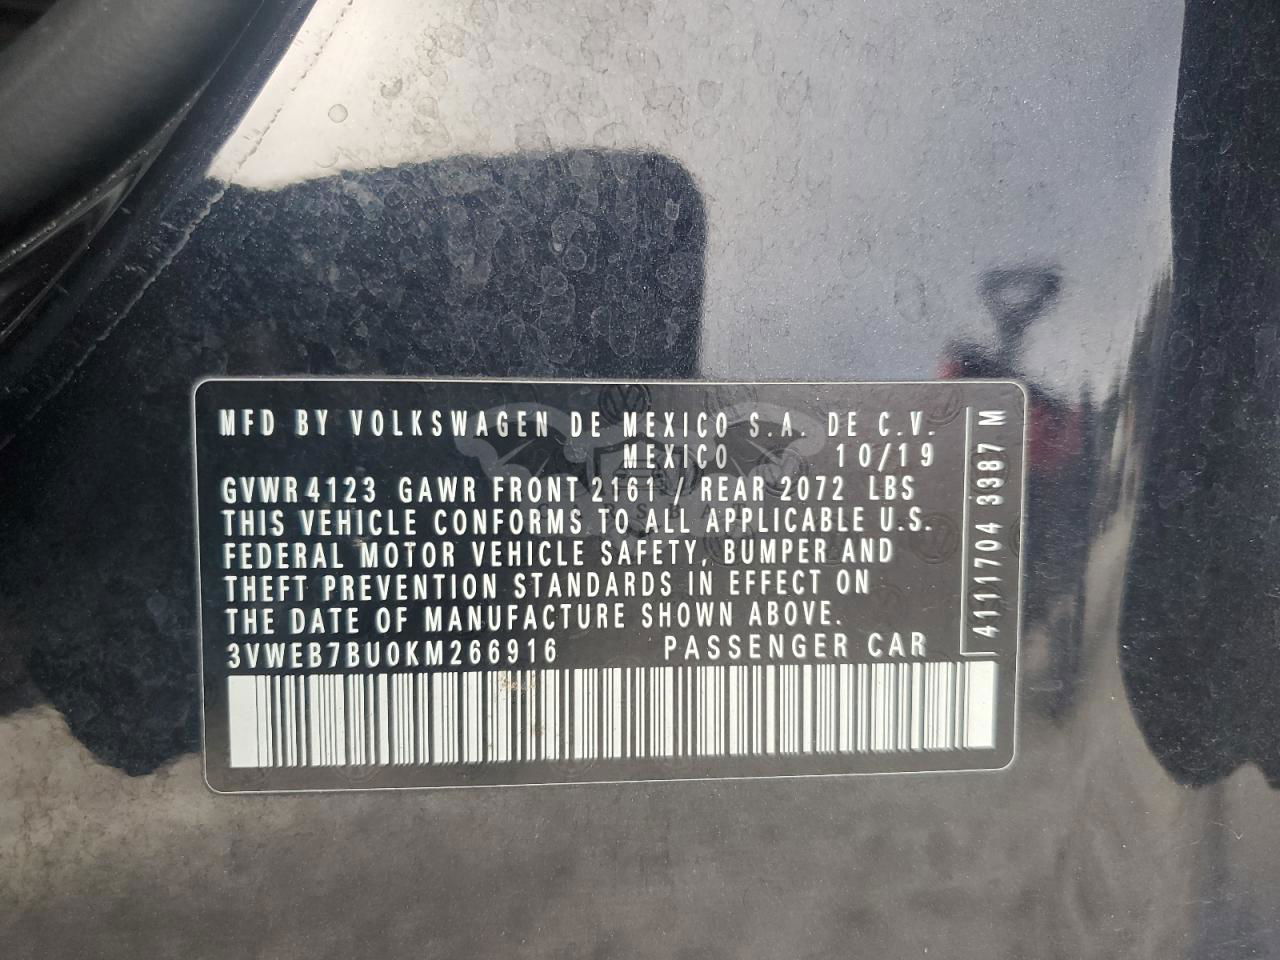 MFD BY VOLKSWAGEN DE MEXICO S.A. DE C.V.
MEXICO 10/19
GVWR 4123 GAWR FRONT 2161 / REAR 2072 LBS
THIS VEHICLE CONFORMS TO ALL APPLICABLE U.S.
FEDERAL MOTOR VEHICLE SAFETY, BUMPER AND
THEFT PREVENTION STANDARDS IN EFFECT ON
THE DATE OF MANUFACTURE SHOWN ABOVE.
3VWEB7BU0KM266916 PASSENGER CAR
4111704 3387 M